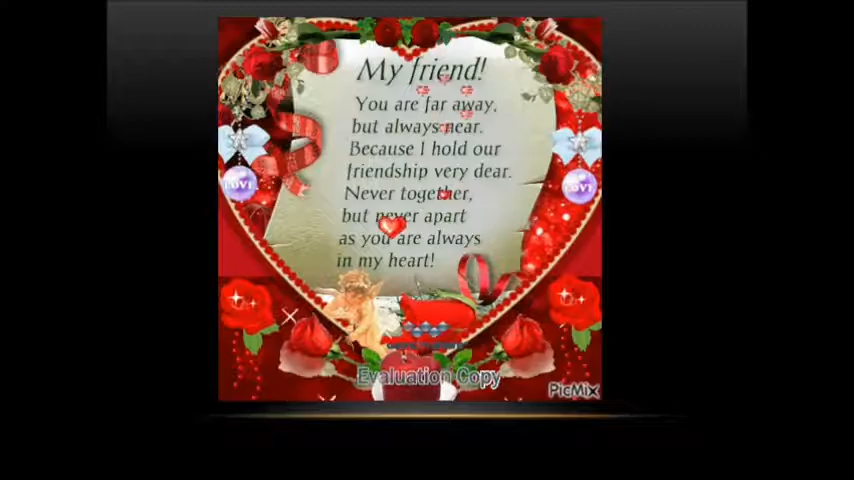 My friend!
You are far away,
but always near.
Because I hold our
friendship very dear.
Never together,
but never apart
as you are always
in my heart!
LOVE
LOVE
Evaluation Copy
PicMix